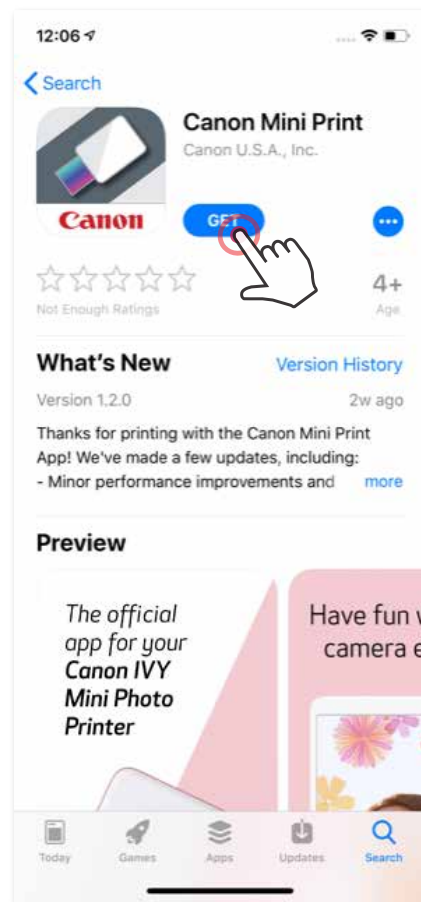 12:06
Search
Canon Mini Print
Canon U.S.A., Inc.
Canon
GET
4+
Not Enough Ratings
Age
What's New
Version History
Version 1.2.0
2w ago
Thanks for printing with the Canon Mini Print
App! We've made a few updates, including:
- Minor performance improvements and
more
Preview
The official
app for your
Canon IVY
Mini Photo
Printer
Have fun
camera e
Today
Games
Apps
Updates
Search